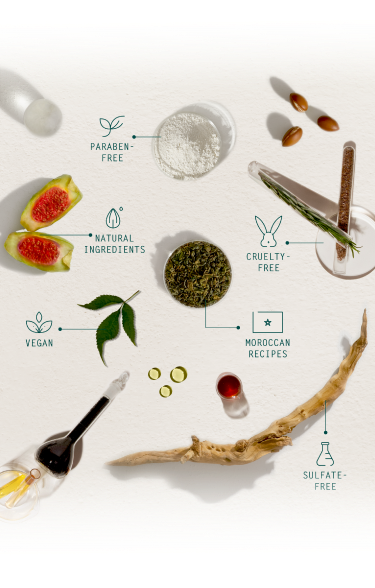 PARABEN-
FREE
NATURAL
INGREDIENTS
CRUELTY-
FREE
VEGAN
MOROCCAN
RECIPES
SULFATE-
FREE